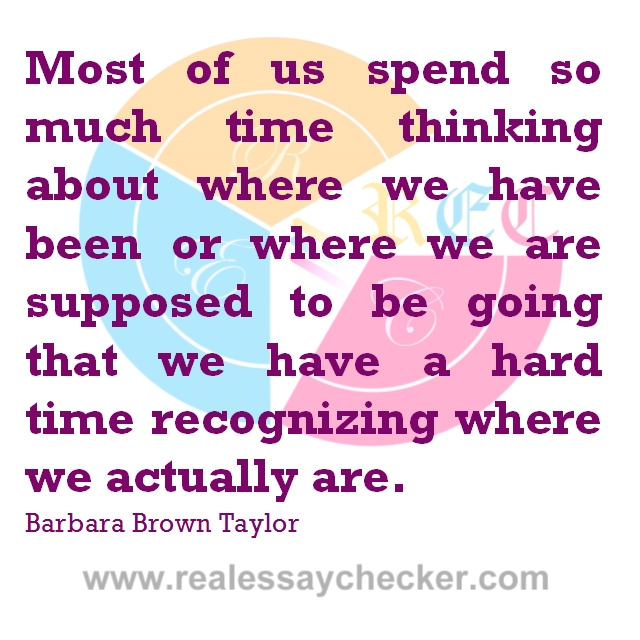 Most of us spend so
much time thinking
about where we have
been or where we are
supposed to be going
that we have a hard
time recognizing where
we actually are.
Barbara Brown Taylor
www.realessaychecker.com
R
E
C
REC